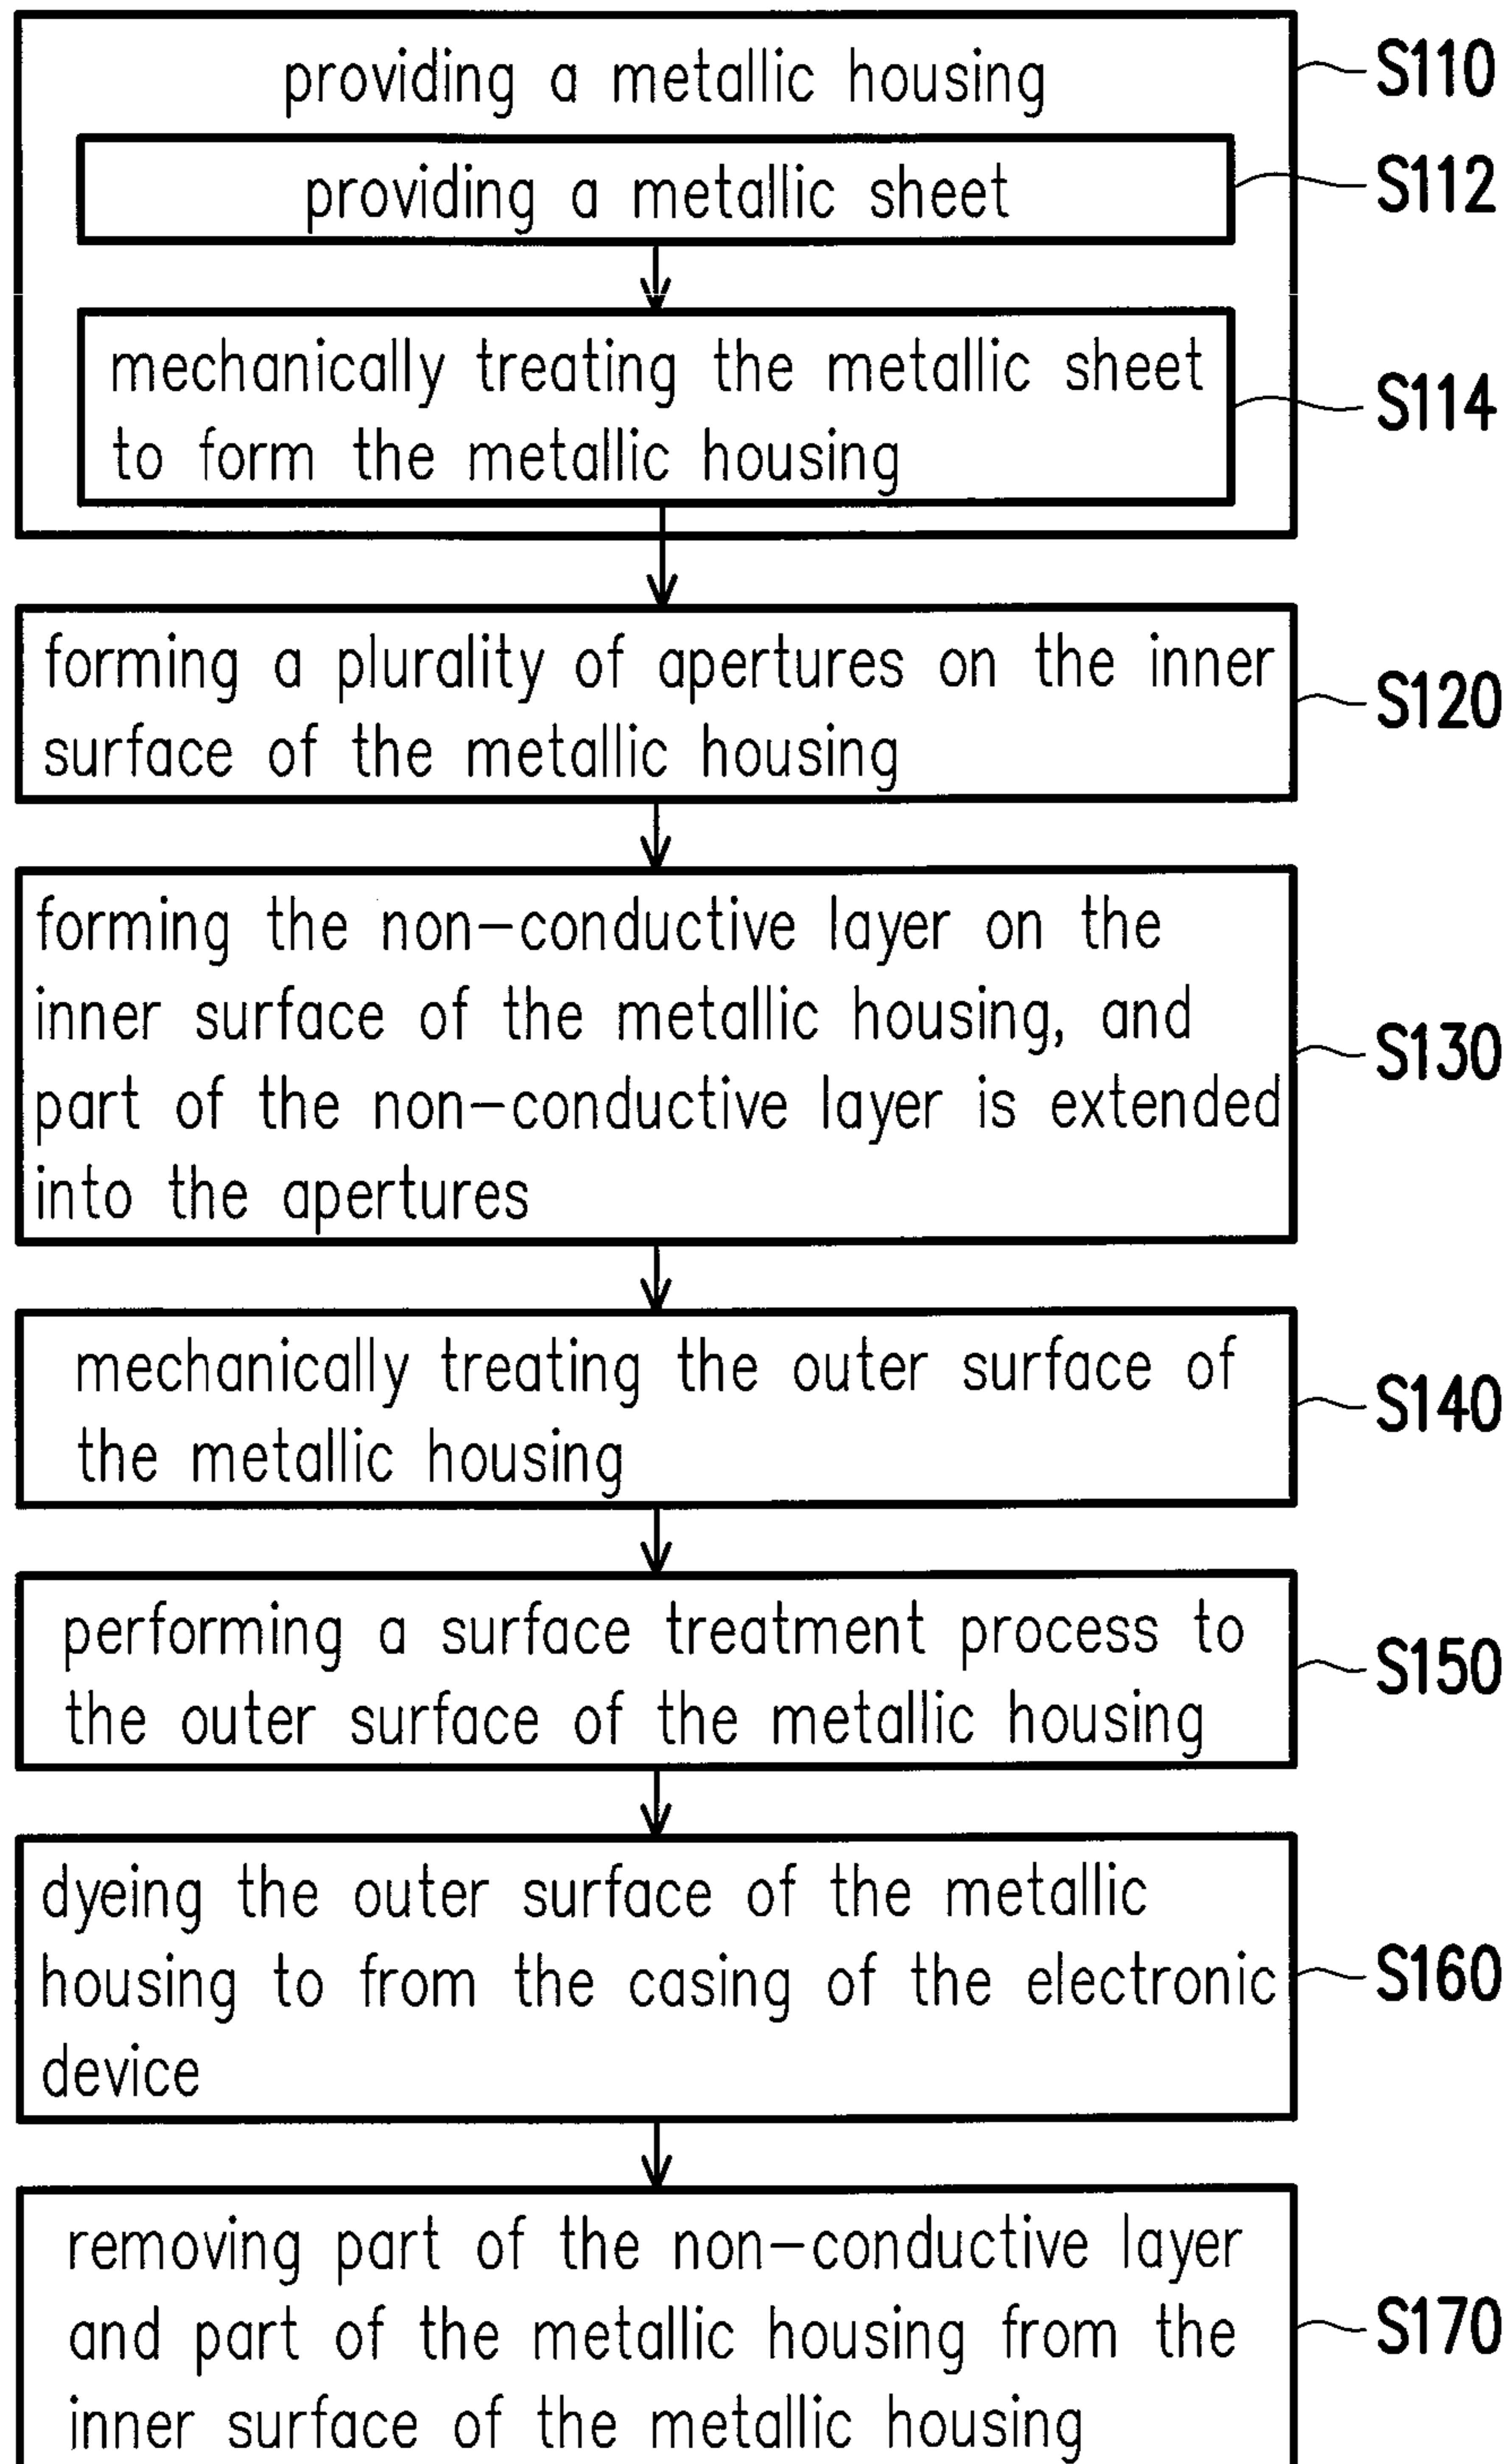 providing a metallic housing
S110
providing a metallic sheet
S112
mechanically treating the metallic sheet
to form the metallic housing
S114
forming a plurality of apertures on the inner
surface of the metallic housing
S120
forming the non-conductive layer on the
inner surface of the metallic housing, and
part of the non-conductive layer is extended
into the apertures
S130
mechanically treating the outer surface of
the metallic housing
S140
performing a surface treatment process to
the outer surface of the metallic housing
S150
dyeing the outer surface of the metallic
housing to from the casing of the electronic
device
S160
removing part of the non-conductive layer
and part of the metallic housing from the
inner surface of the metallic housing
S170